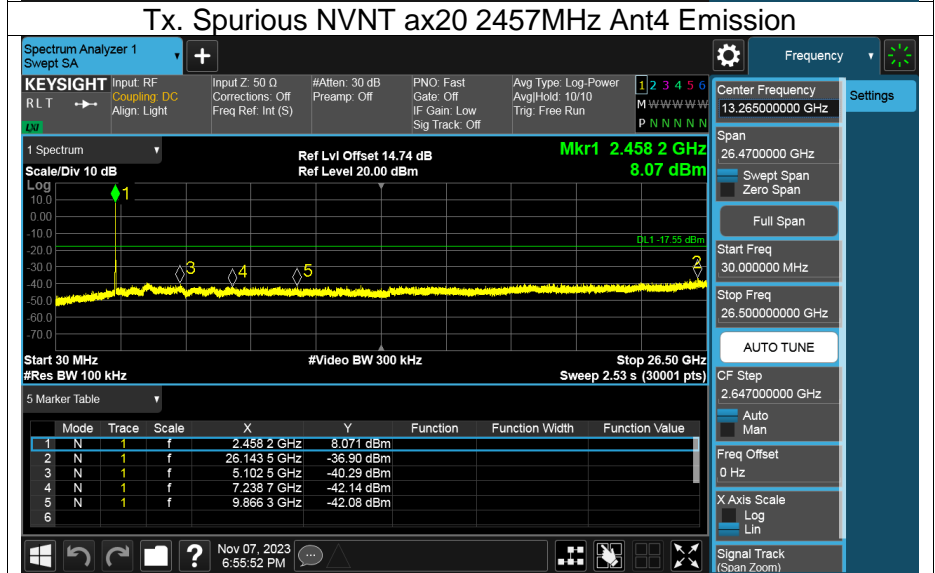 Tx. Spurious NVNT ax20 2457MHz Ant4 Emission
Spectrum Analyzer 1
Swept SA
+
Frequency
KEYSIGHT
RLT
LXI
Input: RF
Coupling: DC
Align: Light
Input Z: 50 Ω
Corrections: Off
Freq Ref: Int (S)
#Atten: 30 dB
Preamp: Off
PNO: Fast
Gate: Off
IF Gain: Low
Sig Track: Off
Avg Type: Log-Power
Avg|Hold: 10/10
Trig: Free Run
1 2 3 4 5 6
M W W W W W
P N N N N N
Settings
Center Frequency
13.265000000 GHz
Span
26.4700000 GHz
Swept Span
Zero Span
Full Span
Start Freq
30.000000 MHz
Stop Freq
26.500000000 GHz
AUTO TUNE
CF Step
2.647000000 GHz
Auto
Man
Freq Offset
0 Hz
X Axis Scale
Log
Lin
Signal Track
(Span Zoom)
1 Spectrum
Scale/Div 10 dB
Ref Lvl Offset 14.74 dB
Ref Level 20.00 dBm
Mkr1 2.458 2 GHz
8.07 dBm
Log
10.0
0.00
-10.0
-20.0
-30.0
-40.0
-50.0
-60.0
-70.0
1
DL1 -17.55 dBm
2
3
4
5
Start 30 MHz
#Video BW 300 kHz
Stop 26.50 GHz
#Res BW 100 kHz
Sweep 2.53 s (30001 pts)
5 Marker Table
Mode Trace Scale X Y Function Function Width Function Value
1 N 1 f 2.458 2 GHz 8.071 dBm
2 N 1 f 26.143 5 GHz -36.90 dBm
3 N 1 f 5.102 5 GHz -40.29 dBm
4 N 1 f 7.238 7 GHz -42.14 dBm
5 N 1 f 9.866 3 GHz -42.08 dBm
6
?
Nov 07, 2023
6:55:52 PM